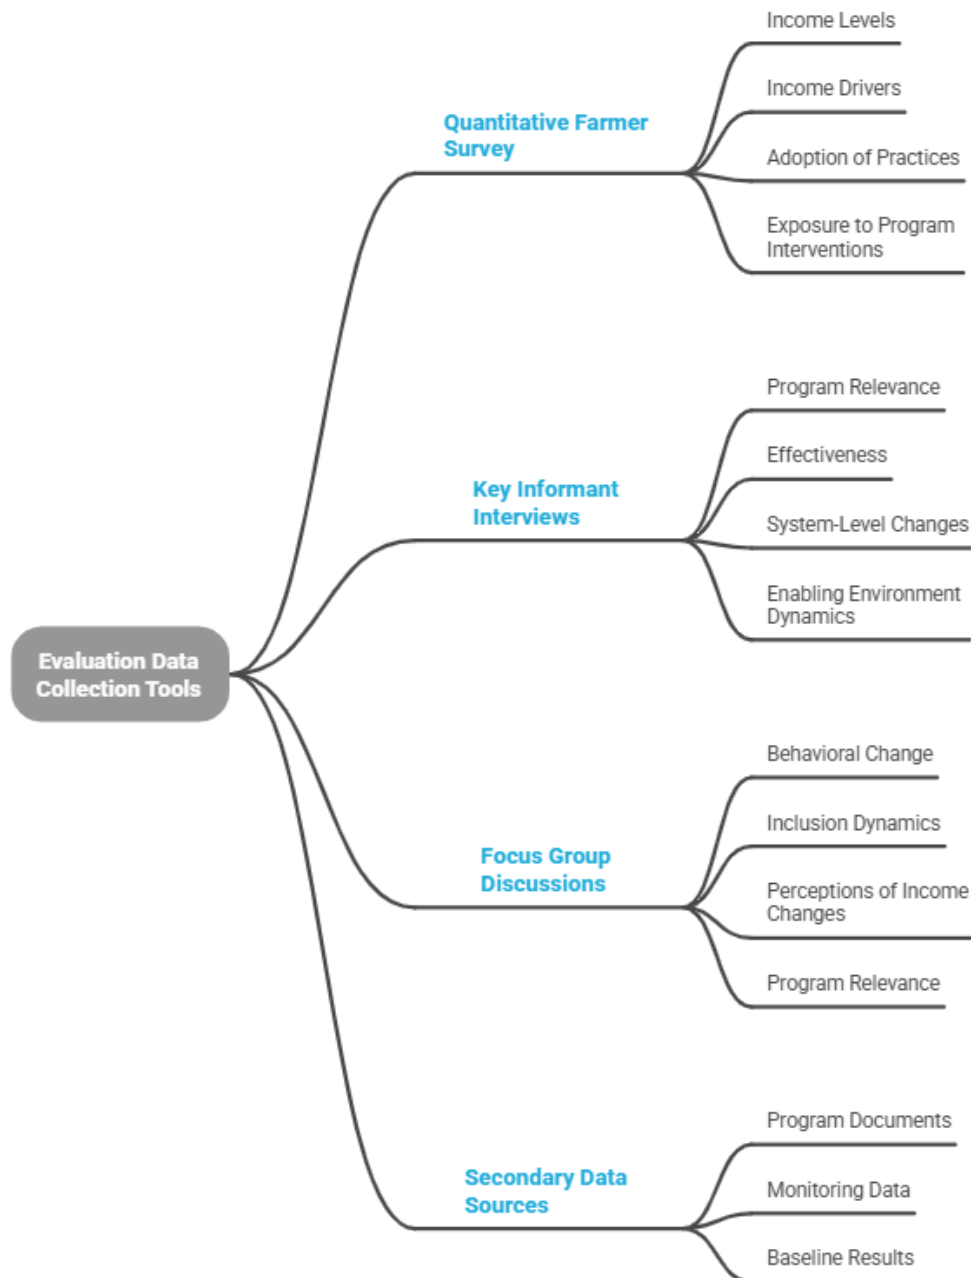 Income Levels
Income Drivers
Quantitative Farmer
Survey
Adoption of Practices
Exposure to Program
Interventions
Program Relevance
Effectiveness
Key Informant
Interviews
System-Level Changes
Enabling Environment
Dynamics
Evaluation Data
Collection Tools
Behavioral Change
Inclusion Dynamics
Focus Group
Discussions
Perceptions of Income
Changes
Program Relevance
Program Documents
Secondary Data
Sources
Monitoring Data
Baseline Results